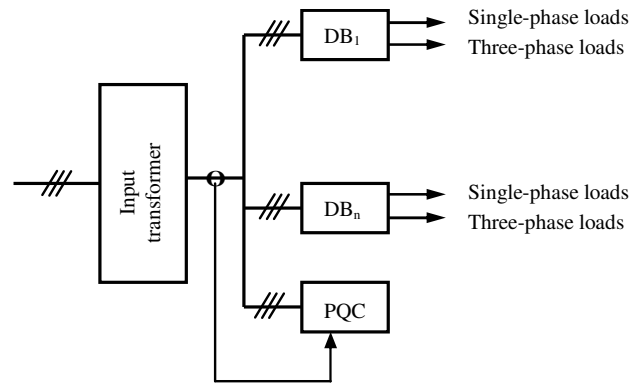 Single-phase loads
DB1
Three-phase loads
Input
transformer
Single-phase loads
DBn
Three-phase loads
PQC